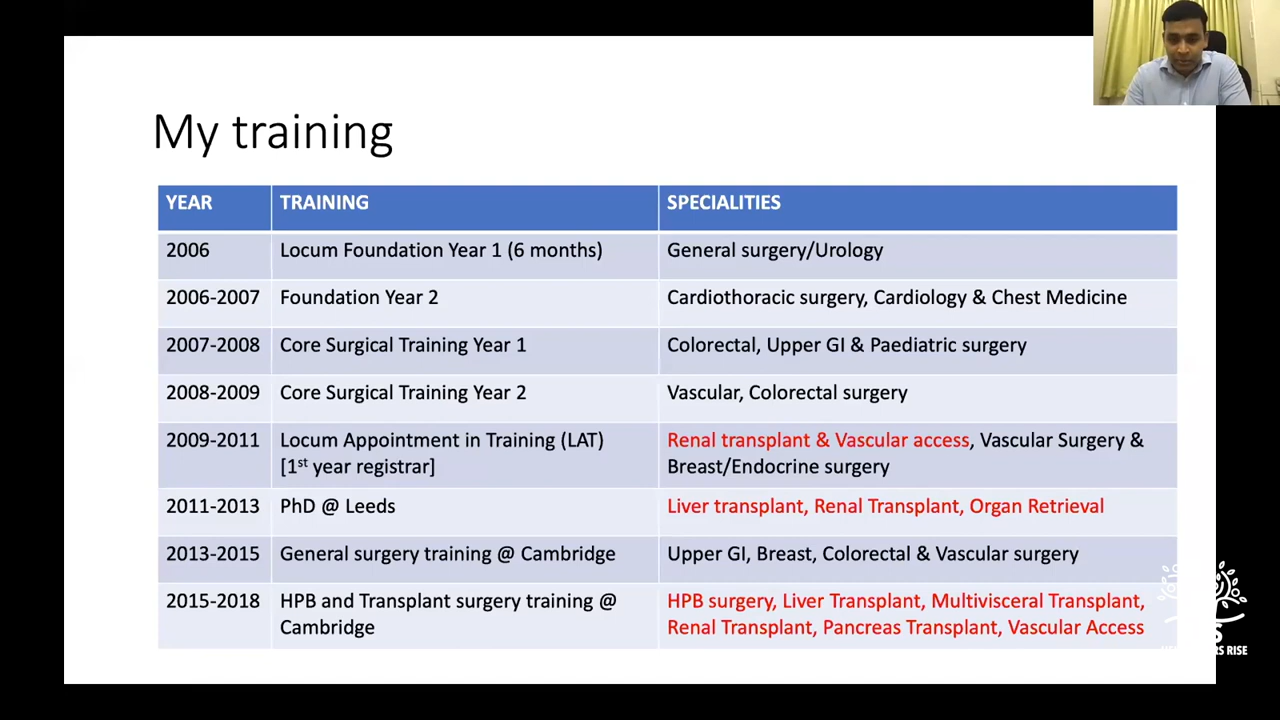 My training
YEAR TRAINING SPECIALITIES
2006 Locum Foundation Year 1 (6 months) General surgery/Urology
2006-2007 Foundation Year 2 Cardiothoracic surgery, Cardiology & Chest Medicine
2007-2008 Core Surgical Training Year 1 Colorectal, Upper GI & Paediatric surgery
2008-2009 Core Surgical Training Year 2 Vascular, Colorectal surgery
2009-2011 Locum Appointment in Training (LAT) Renal transplant & Vascular access, Vascular Surgery &
[1st year registrar] Breast/Endocrine surgery
2011-2013 PhD @ Leeds Liver transplant, Renal Transplant, Organ Retrieval
2013-2015 General surgery training @ Cambridge Upper GI, Breast, Colorectal & Vascular surgery
2015-2018 HPB and Transplant surgery training @ HPB surgery, Liver Transplant, Multivisceral Transplant,
Cambridge Renal Transplant, Pancreas Transplant, Vascular Access
RISE